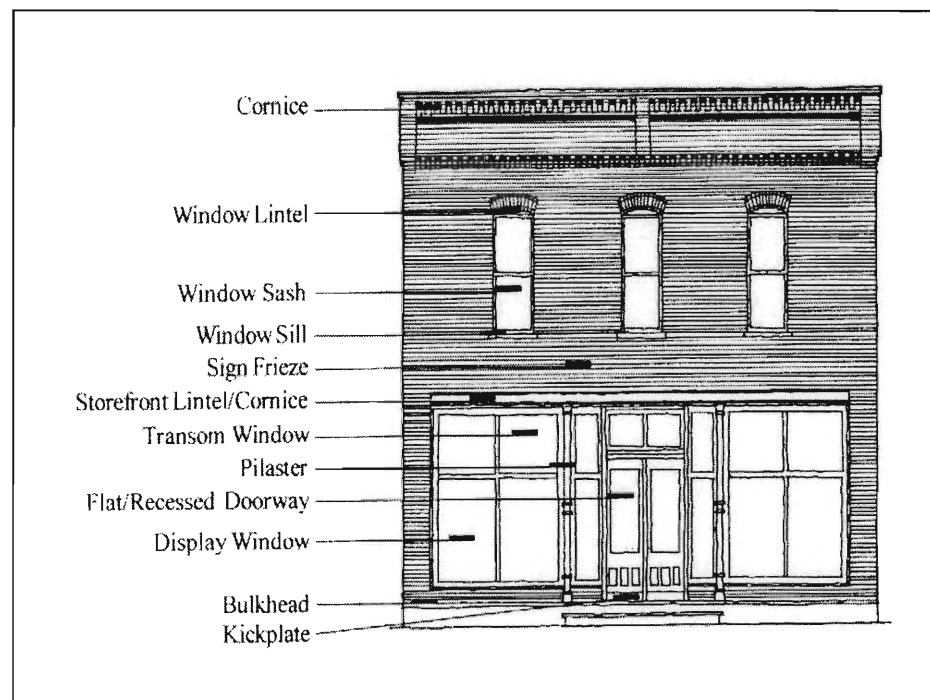 Cornice
Window Lintel
Window Sash
Window Sill
Sign Frieze
Storefront Lintel/Cornice
Transom Window
Pilaster
Flat/Recessed Doorway
Display Window
Bulkhead
Kickplate